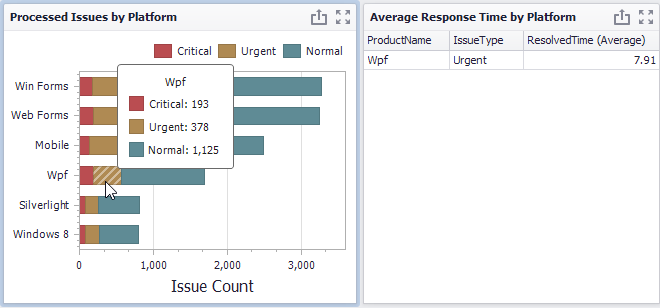 Processed Issues by Platform
Critical Urgent Normal
Win Forms
Web Forms
Mobile
Wpf
Silverlight
Windows 8
Wpf
Critical: 193
Urgent: 378
Normal: 1,125
0 1,000 2,000 3,000
Issue Count
Average Response Time by Platform
ProductName IssueType ResolvedTime (Average)
Wpf Urgent 7.91